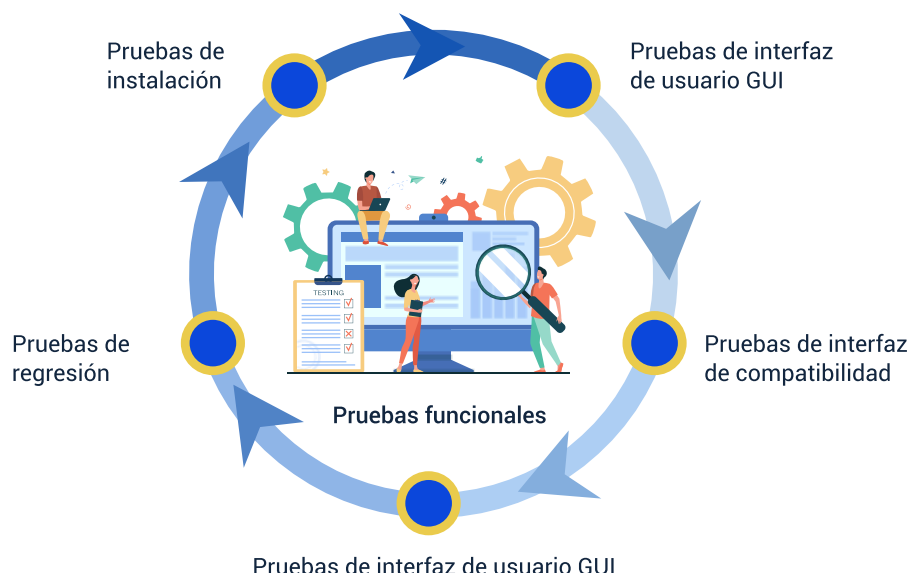 Pruebas de
instalación
Pruebas de interfaz
de usuario GUI
TESTING
Pruebas de
regresión
Pruebas de interfaz
de compatibilidad
Pruebas funcionales
Pruebas de interfaz de usuario GUI